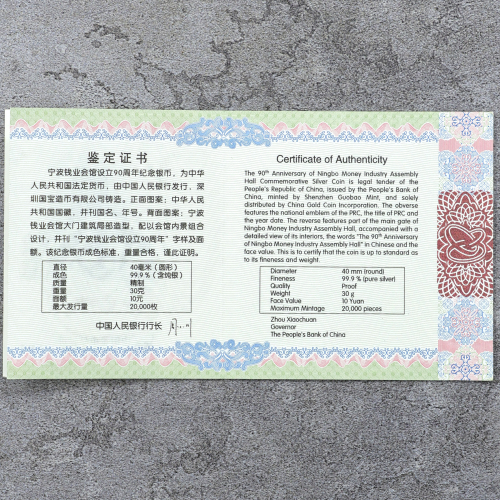 鉴定证书
宁波钱业会馆设立90周年纪念银币，为中华
人民共和国法定货币，由中国人民银行发行，深
圳国宝造币有限公司铸造。正面图案：中华人民
共和国国徽，并刊国名、年号。背面图案：宁波
钱业会馆大门建筑局部造型，配以会馆内景组合
设计，并刊“宁波钱业会馆设立90周年”字样及面
额。该纪念银币成色标准，重量合格，谨此证明。
直径 40毫米（圆形）
成色 99.9％（含纯银）
质量 精制
重量 30克
面额 10元
最大发行量 20,000枚
中国人民银行行长
Certificate of Authenticity
The 90th Anniversary of Ningbo Money Industry Assembly
Hall Commemorative Silver Coin is legal tender of the
People's Republic of China, issued by the People's Bank of
China, minted by Shenzhen Guobao Mint, and solely
distributed by China Gold Coin Incorporation. The adverse
features the national emblem of the PRC, the title of PRC and
the year date. The reverse features part of the main gate of
Ningbo Money Industry Assembly Hall, accompanied with a
detailed view of its interiors, the words "The 90th Anniversary
of Ningbo Money Industry Assembly Hall" in Chinese and the
face value. This is to certify that the coin is up to standard as
to its fineness and weight.
Diameter 40 mm (round)
Fineness 99.9 % (pure silver)
Quality Proof
Weight 30 g
Face Value 10 Yuan
Maximum Mintage 20,000 pieces
Zhou Xiaochuan
Governor
The People's Bank of China